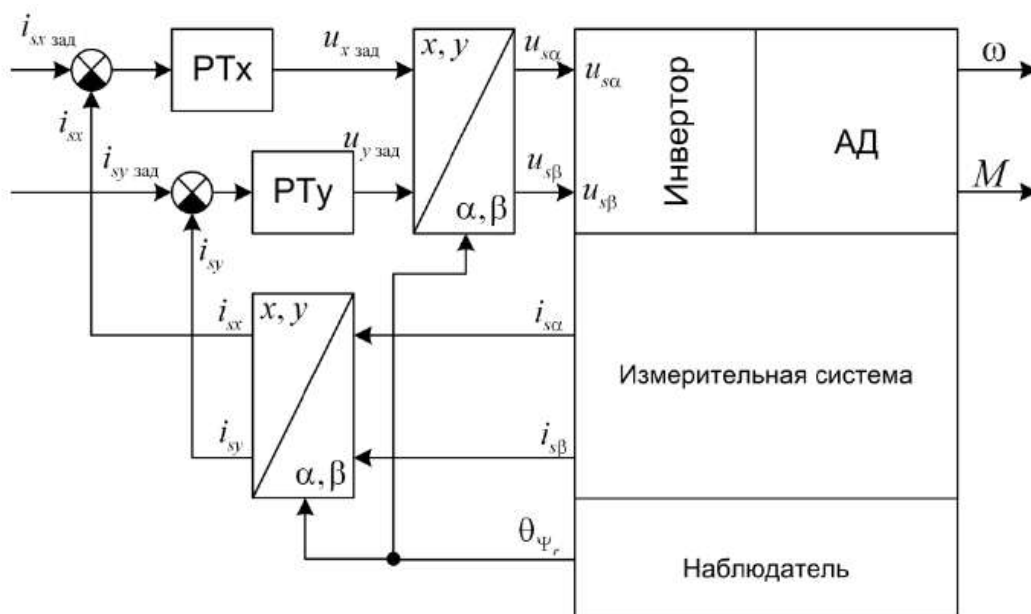 i_sx зад
РТx
u_x зад
x, y
u_sα
u_sα
ω
i_sx
i_sy зад
РТy
u_y зад
α, β
u_sβ
u_sβ
Инвертор
АД
M
i_sy
i_sx
x, y
i_sα
Измерительная система
i_sy
α, β
i_sβ
θ_Ψ_r
Наблюдатель